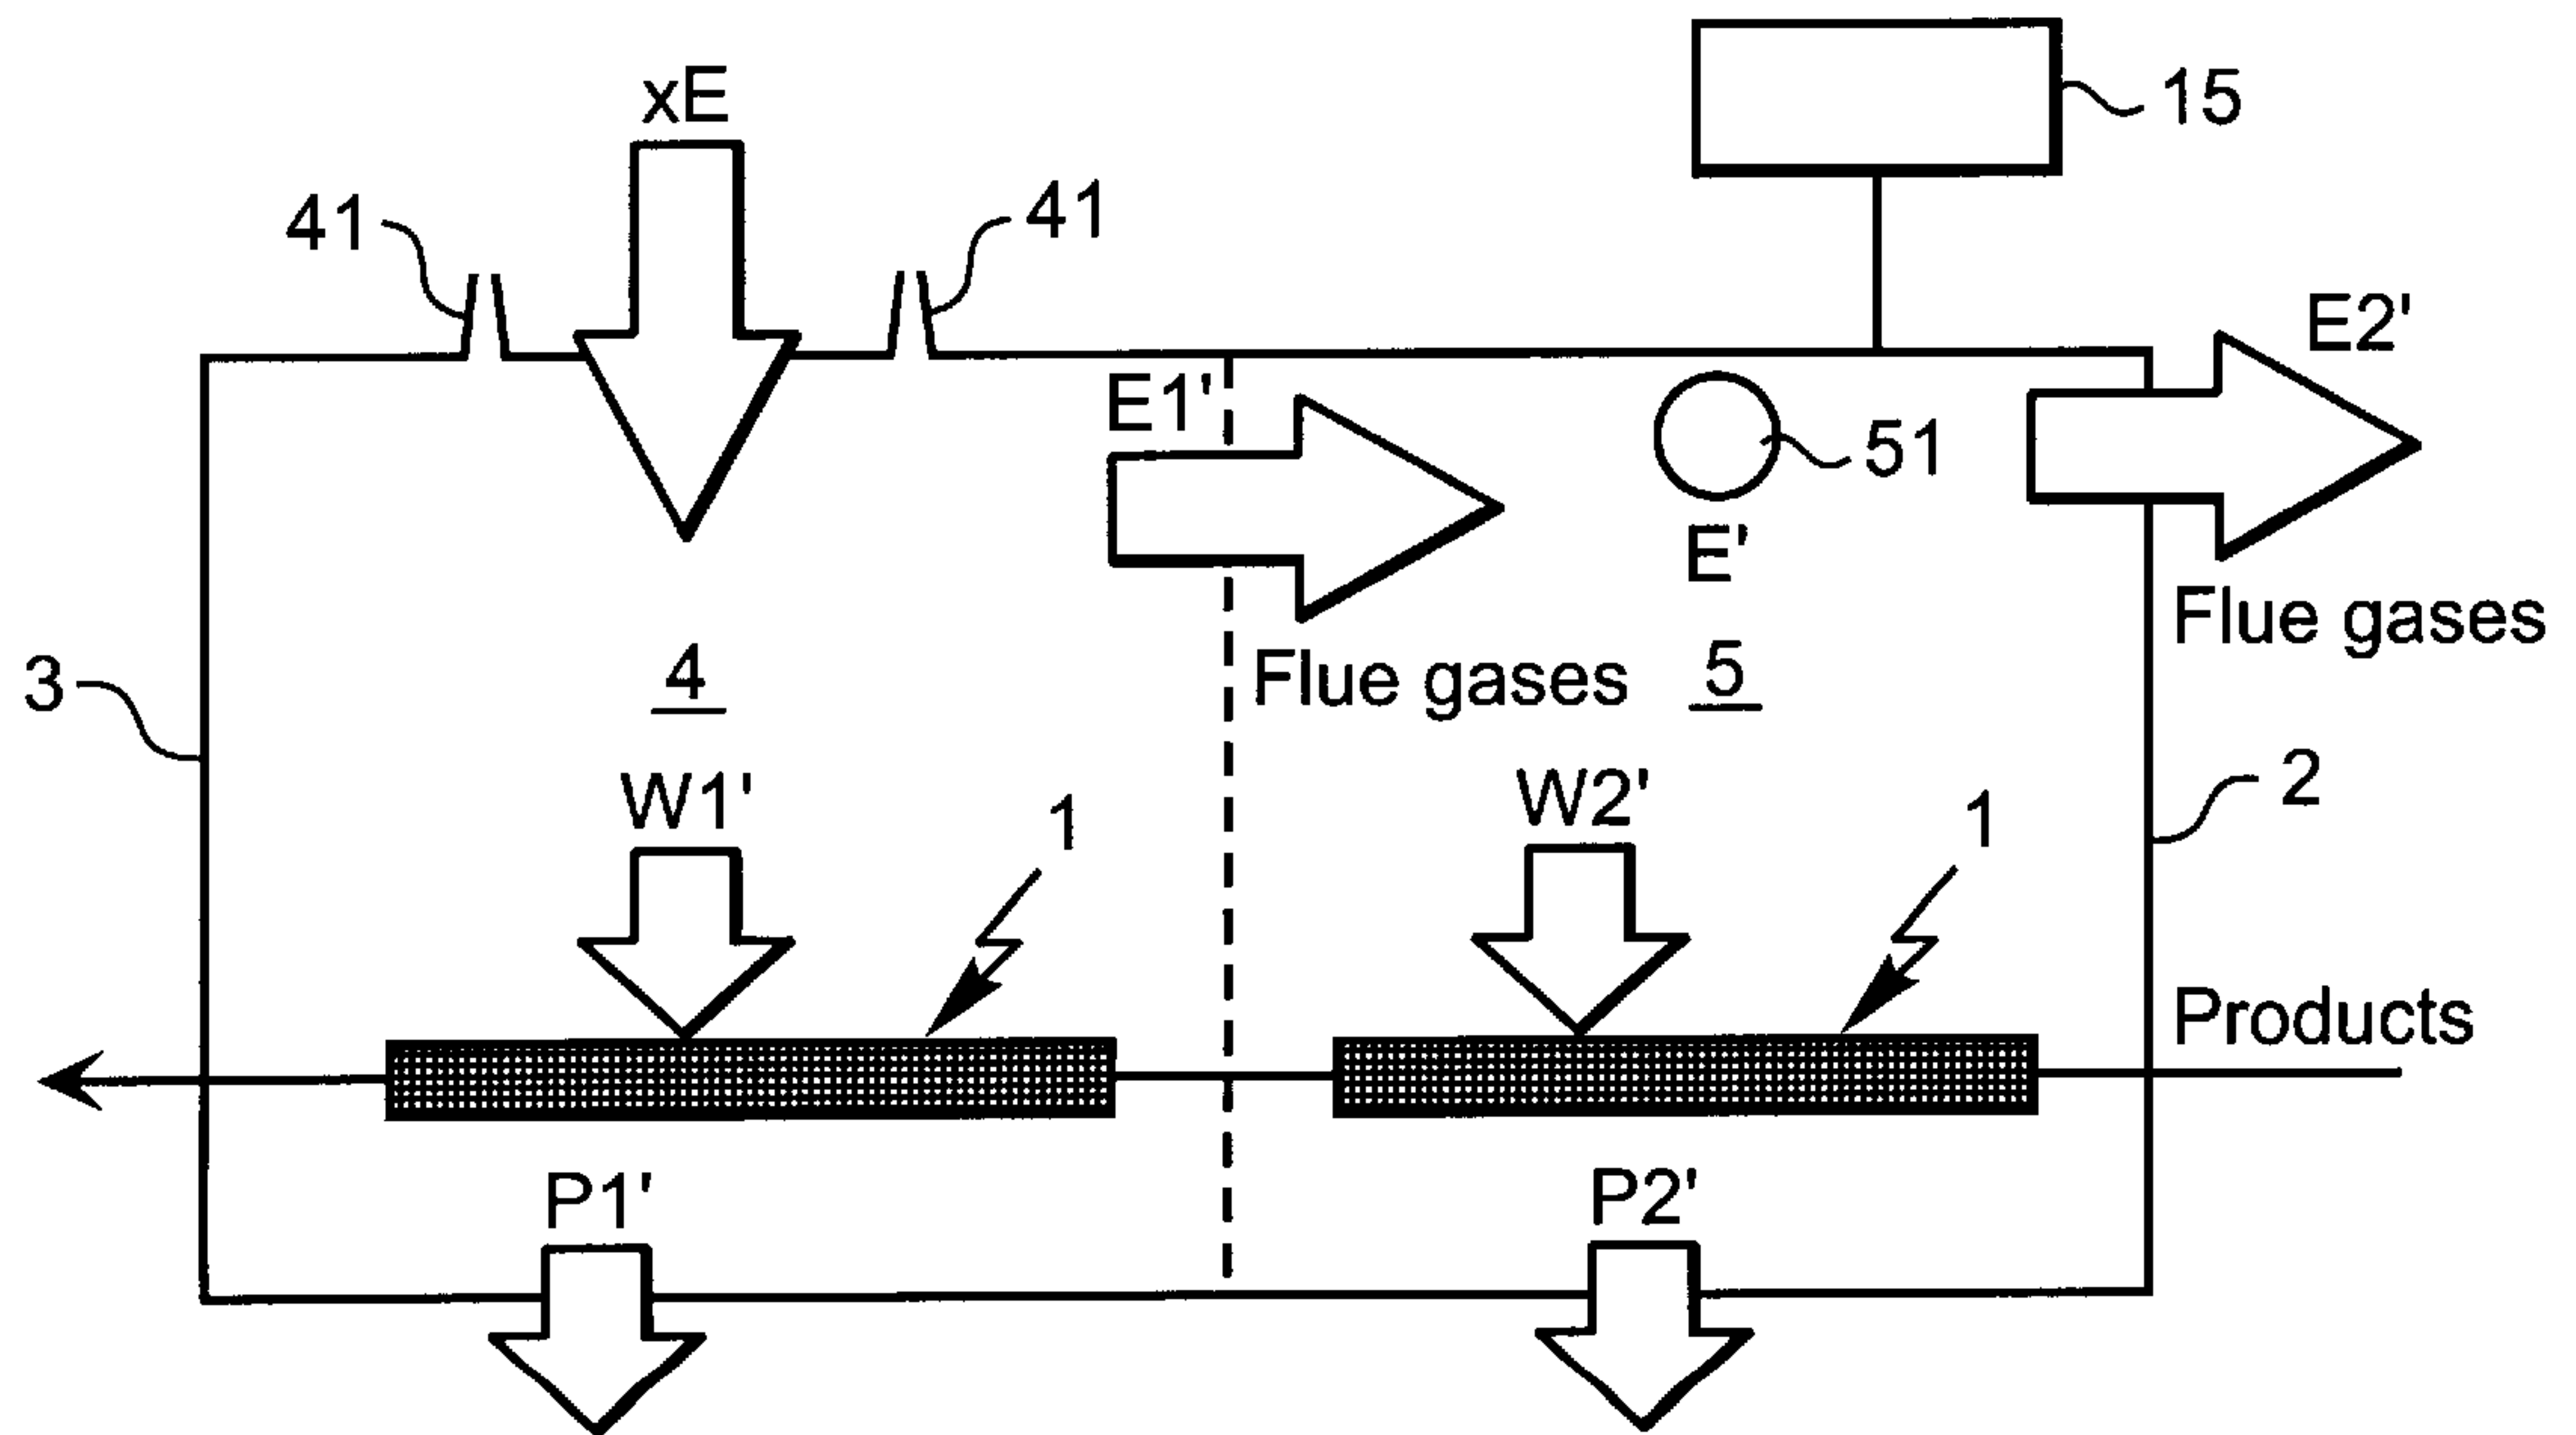 xE
15
41
41
E2'
E1'
51
E'
Flue gases
3
4
Flue gases
5
W1'
1
W2'
1
2
Products
P1'
P2'